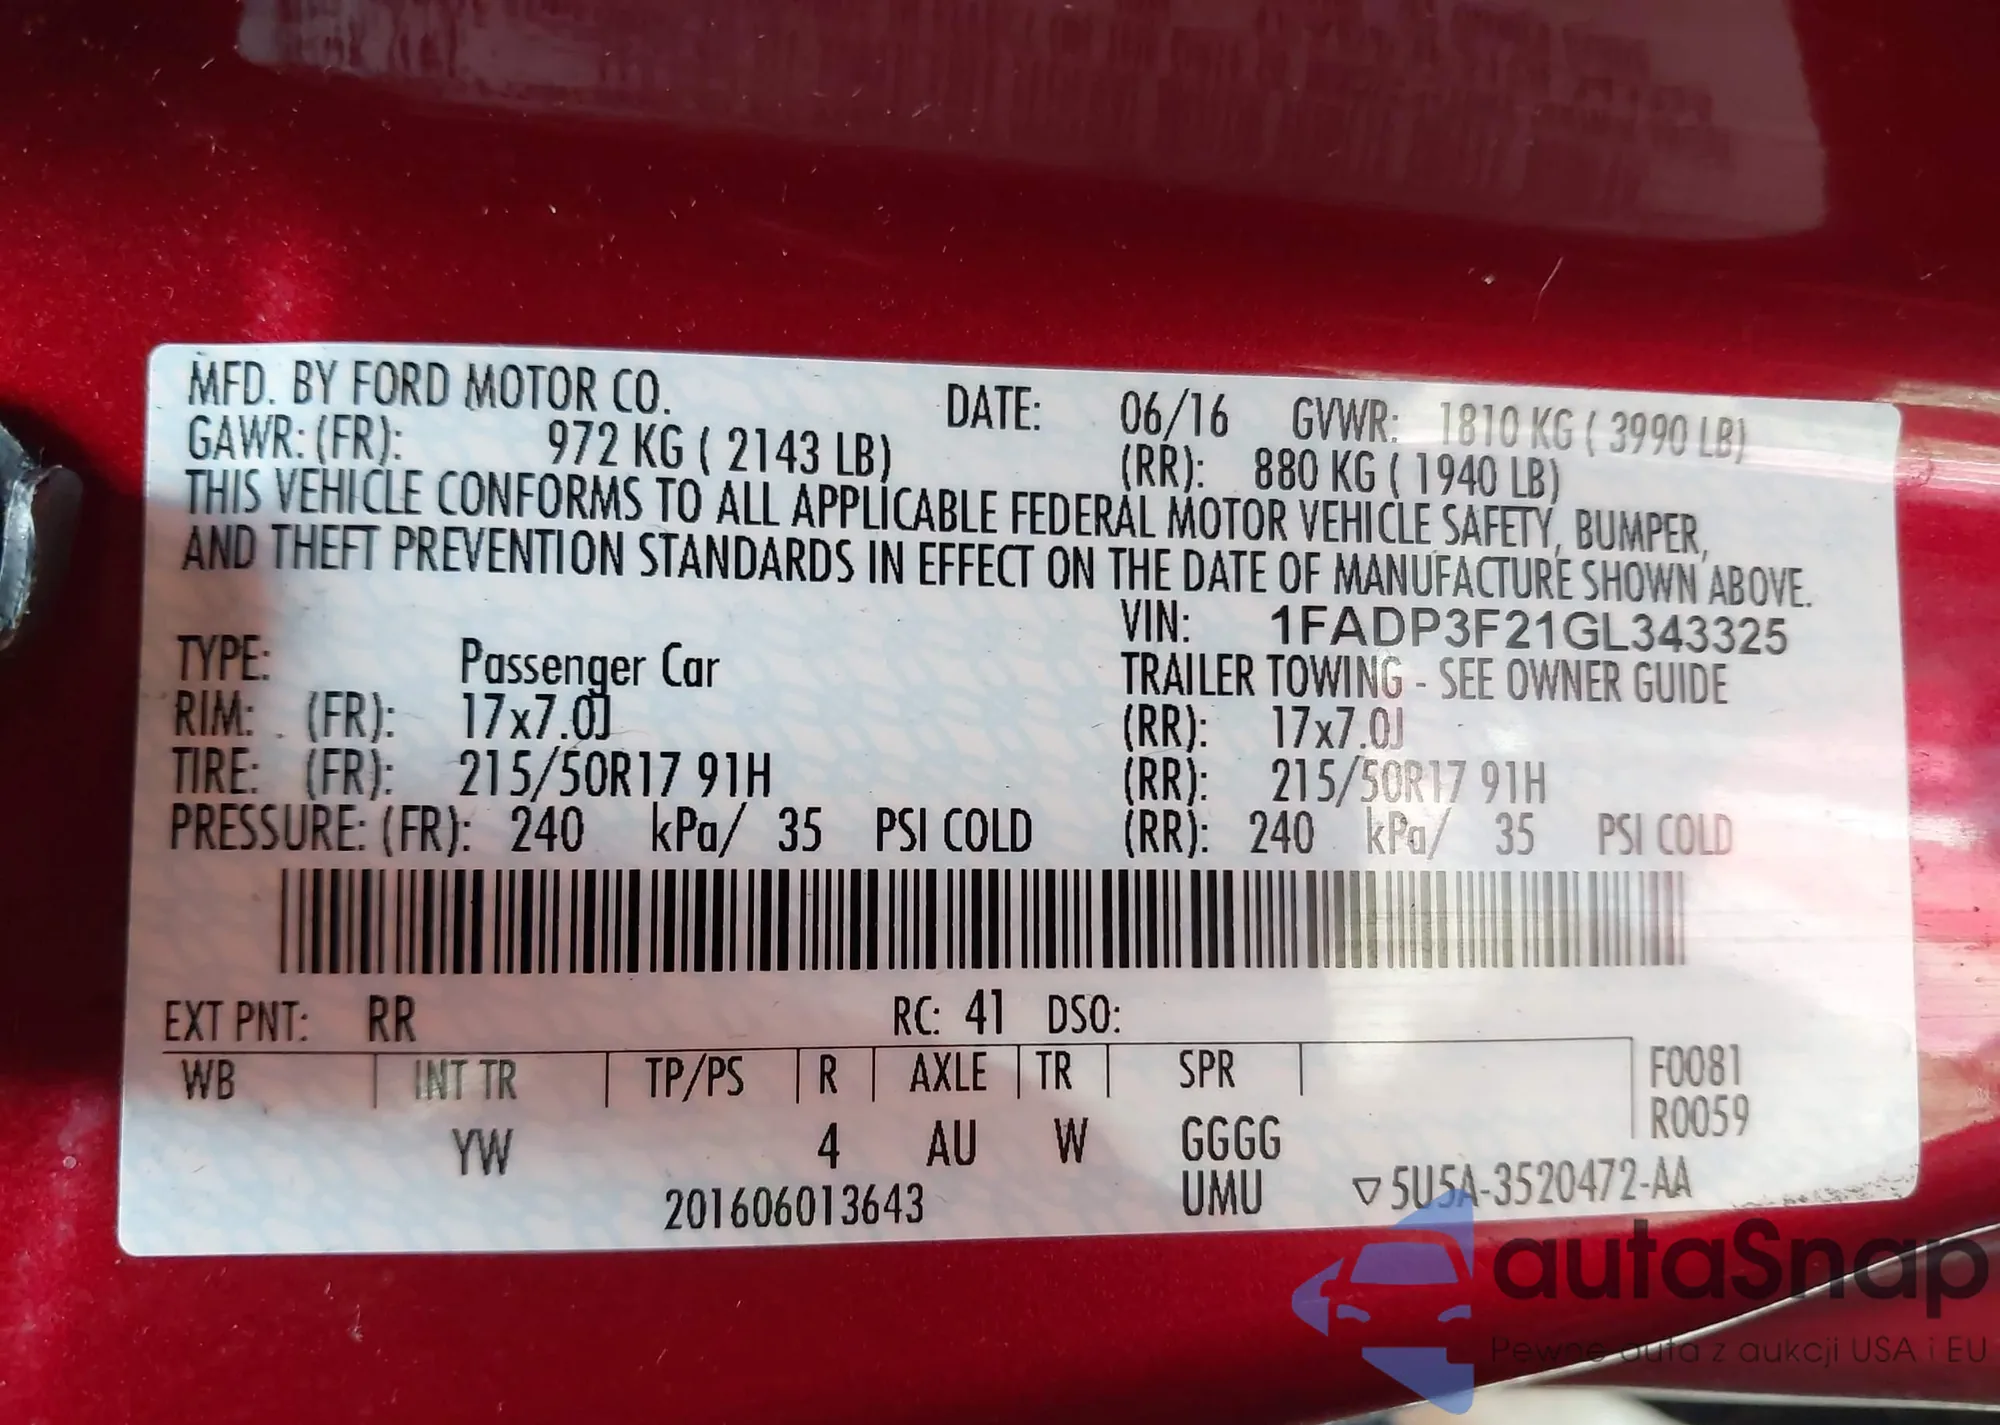 MFD. BY FORD MOTOR CO. DATE: 06/16 GVWR: 1810 KG ( 3990 LB)
GAWR: (FR): 972 KG ( 2143 LB) (RR): 880 KG ( 1940 LB)
THIS VEHICLE CONFORMS TO ALL APPLICABLE FEDERAL MOTOR VEHICLE SAFETY, BUMPER,
AND THEFT PREVENTION STANDARDS IN EFFECT ON THE DATE OF MANUFACTURE SHOWN ABOVE.
VIN: 1FADP3F21GL343325
TYPE: Passenger Car TRAILER TOWING - SEE OWNER GUIDE
RIM: (FR): 17x7.0J (RR): 17x7.0J
TIRE: (FR): 215/50R17 91H (RR): 215/50R17 91H
PRESSURE: (FR): 240 kPa/ 35 PSI COLD (RR): 240 kPa/ 35 PSI COLD
EXT PNT: RR RC: 41 DSO:
WB INT TR TP/PS R AXLE TR SPR F0081
R0059
YW 4 AU W GGGG
201606013643 UMU ▽5U5A-3520472-AA
autaSnap
Pewne auta z aukcji USA i EU